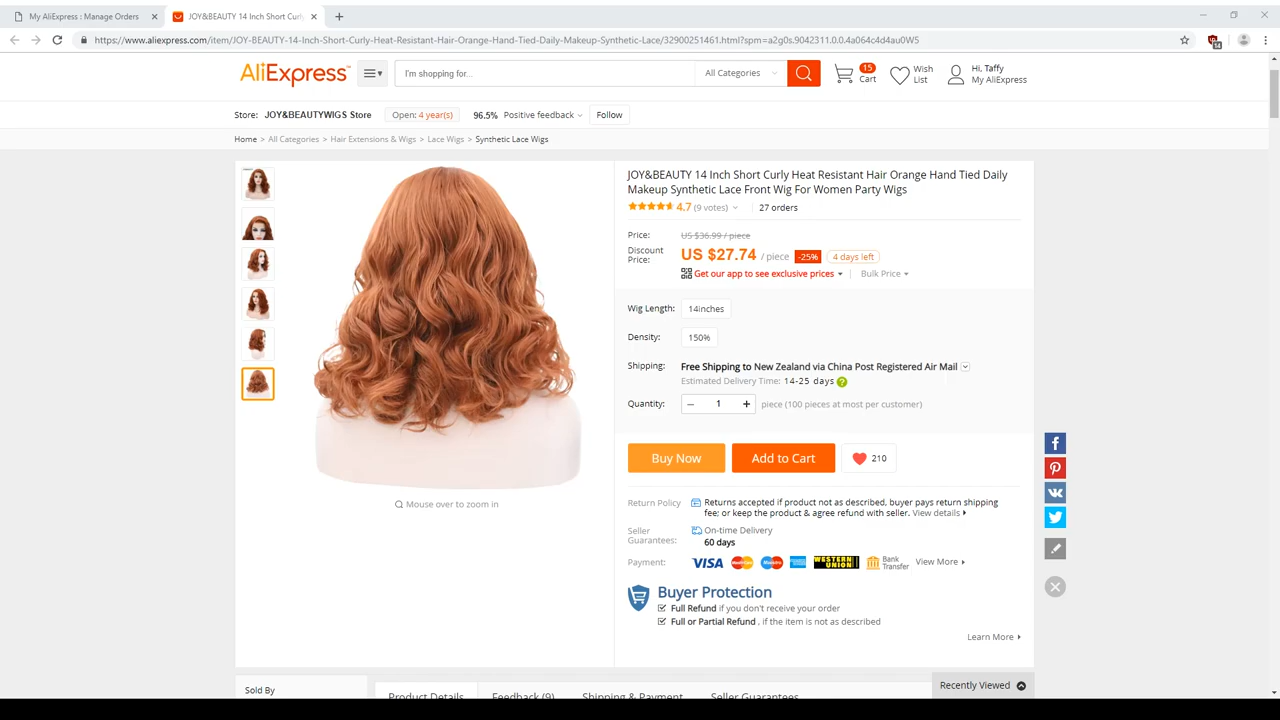 My AliExpress : Manage Orders
JOY&BEAUTY 14 Inch Short Curly
https://www.aliexpress.com/item/JOY-BEAUTY-14-Inch-Short-Curly-Heat-Resistant-Hair-Orange-Hand-Tied-Daily-Makeup-Synthetic-Lace/32900251461.html?spm=a2g0s.9042311.0.0.4a064c4d4au0W5
AliExpress™
I'm shopping for...
All Categories
15
Cart
Wish
List
Hi, Taffy
My AliExpress
Store: JOY&BEAUTYWIGS Store
Open: 4 year(s)
96.5% Positive feedback
Follow
Home > All Categories > Hair Extensions & Wigs > Lace Wigs > Synthetic Lace Wigs
JOY&BEAUTY 14 Inch Short Curly Heat Resistant Hair Orange Hand Tied Daily
Makeup Synthetic Lace Front Wig For Women Party Wigs
4.7 (9 votes) 27 orders
Price: US $36.99 / piece
Discount
Price:
US $27.74 / piece -25% 4 days left
Get our app to see exclusive prices Bulk Price
Wig Length: 14inches
Density: 150%
Shipping: Free Shipping to New Zealand via China Post Registered Air Mail
Estimated Delivery Time: 14-25 days ?
Quantity: – 1 + piece (100 pieces at most per customer)
Buy Now
Add to Cart
210
Mouse over to zoom in
Return Policy
Returns accepted if product not as described, buyer pays return shipping
fee; or keep the product & agree refund with seller. View details
Seller
Guarantees:
On-time Delivery
60 days
Payment: VISA WESTERN UNION Bank Transfer View More
Buyer Protection
Full Refund if you don't receive your order
Full or Partial Refund , if the item is not as described
Learn More
Recently Viewed
Sold By
Product Details
Feedback (9)
Shipping & Payment
Seller Guarantees